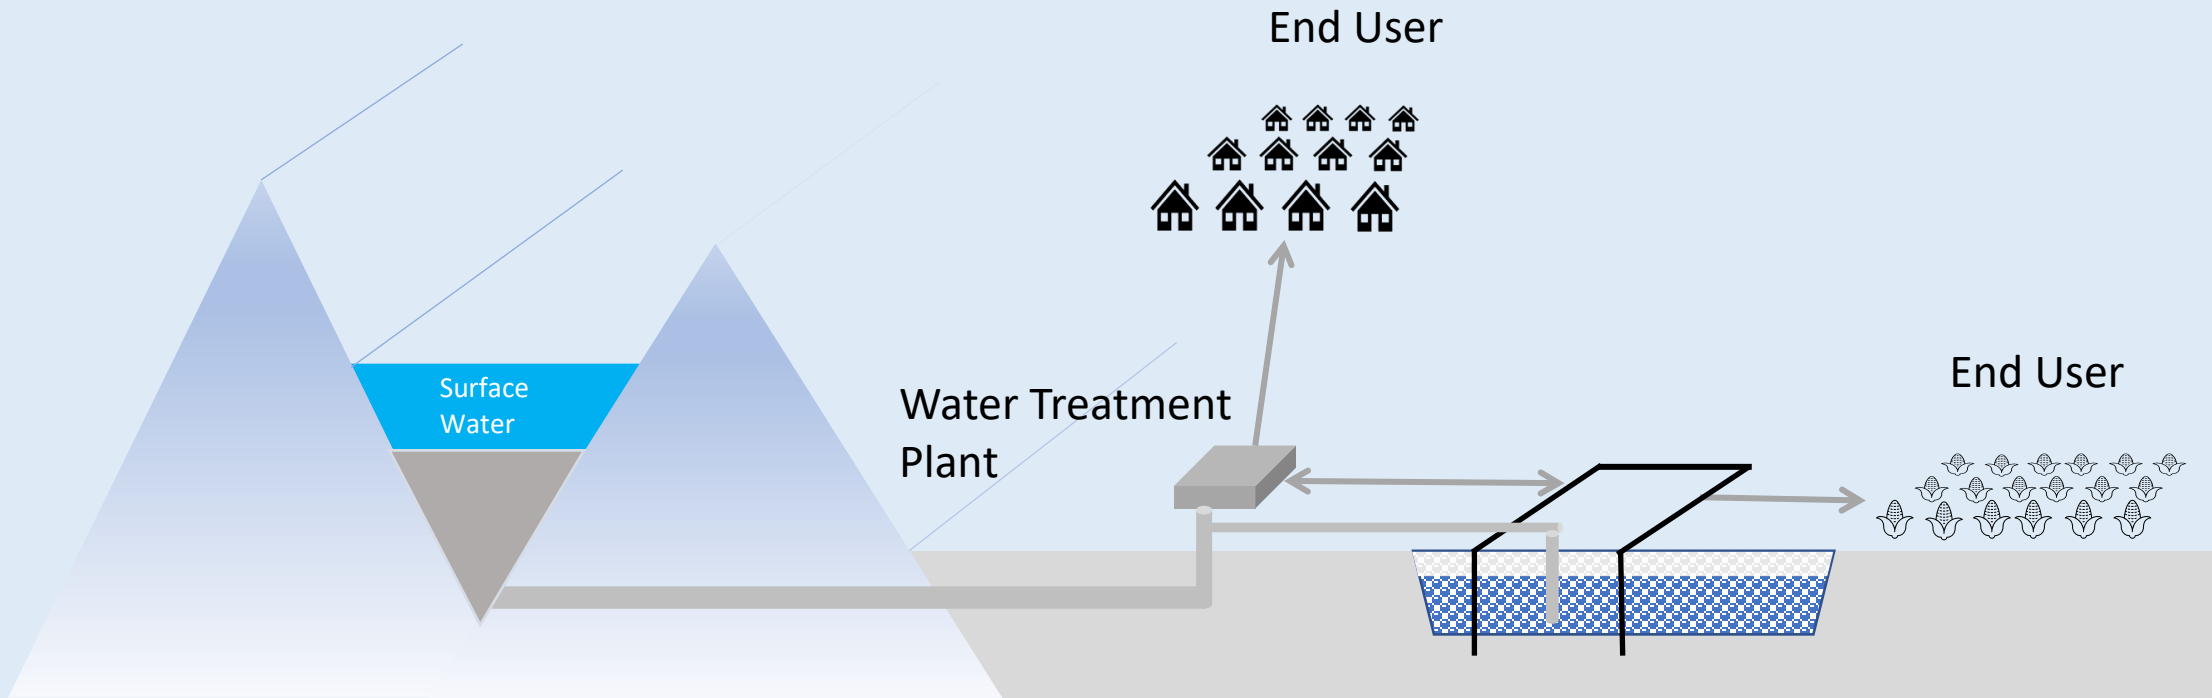 End User
Surface
Water
Water Treatment
Plant
End User